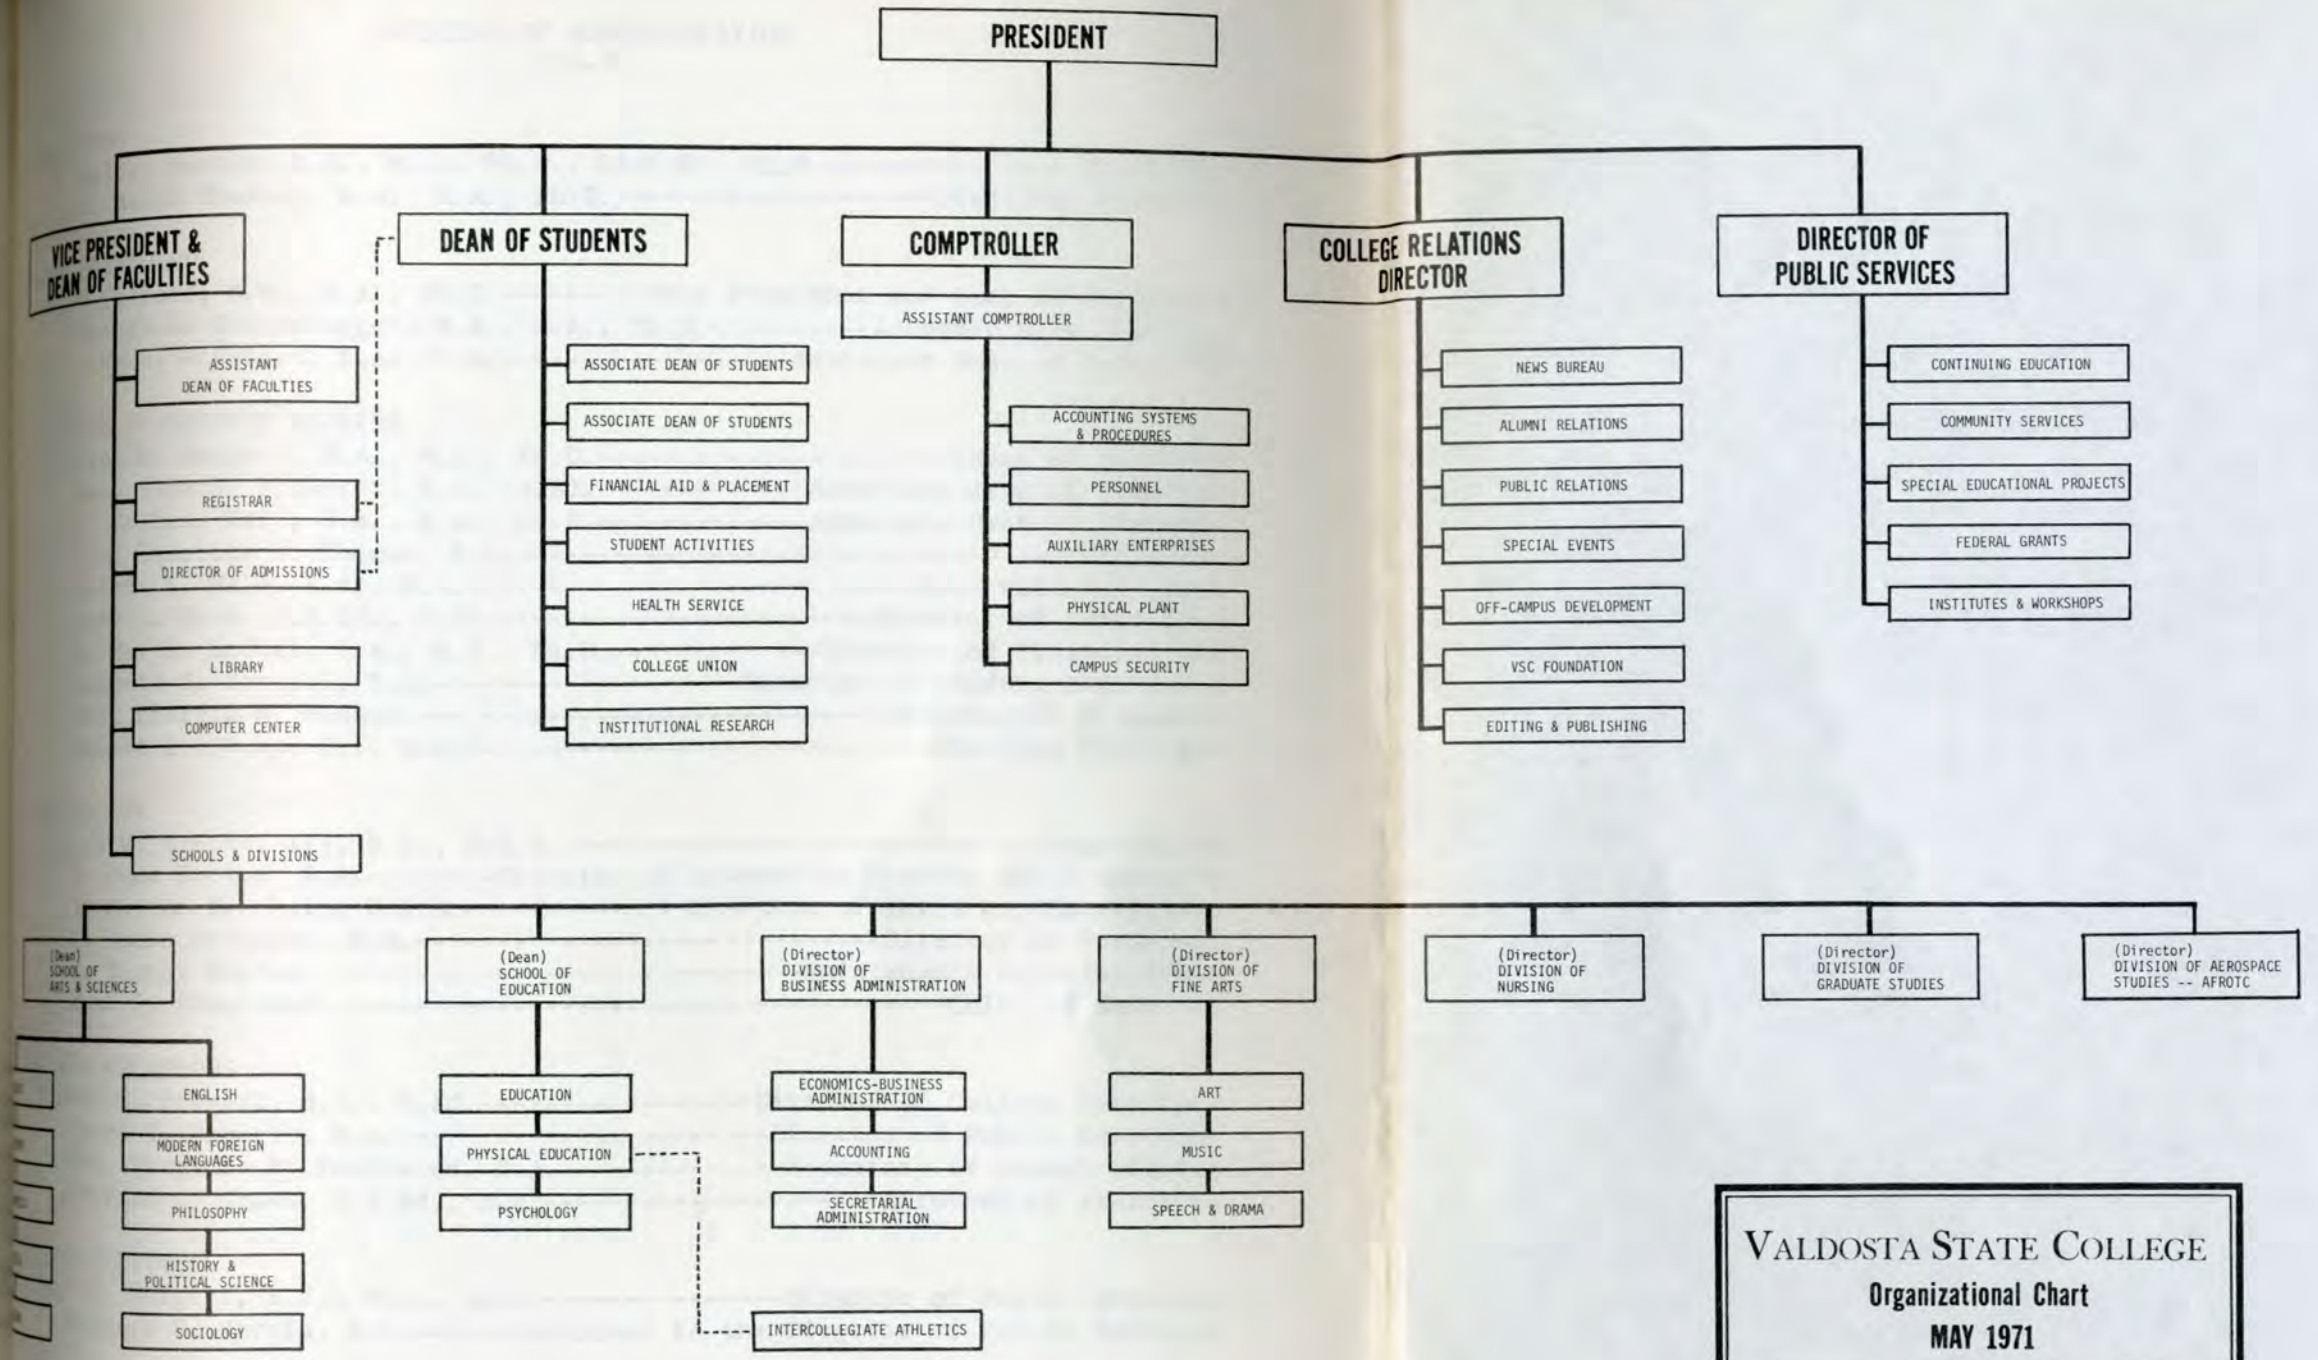 PRESIDENT
VICE PRESIDENT &
DEAN OF FACULTIES
DEAN OF STUDENTS
COMPTROLLER
COLLEGE RELATIONS
DIRECTOR
DIRECTOR OF
PUBLIC SERVICES
ASSISTANT
DEAN OF FACULTIES
REGISTRAR
DIRECTOR OF ADMISSIONS
LIBRARY
COMPUTER CENTER
SCHOOLS & DIVISIONS
ASSOCIATE DEAN OF STUDENTS
ASSOCIATE DEAN OF STUDENTS
FINANCIAL AID & PLACEMENT
STUDENT ACTIVITIES
HEALTH SERVICE
COLLEGE UNION
INSTITUTIONAL RESEARCH
ASSISTANT COMPTROLLER
ACCOUNTING SYSTEMS
& PROCEDURES
PERSONNEL
AUXILIARY ENTERPRISES
PHYSICAL PLANT
CAMPUS SECURITY
NEWS BUREAU
ALUMNI RELATIONS
PUBLIC RELATIONS
SPECIAL EVENTS
OFF-CAMPUS DEVELOPMENT
VSC FOUNDATION
EDITING & PUBLISHING
CONTINUING EDUCATION
COMMUNITY SERVICES
SPECIAL EDUCATIONAL PROJECTS
FEDERAL GRANTS
INSTITUTES & WORKSHOPS
(Dean)
SCHOOL OF
ARTS & SCIENCES
(Dean)
SCHOOL OF
EDUCATION
(Director)
DIVISION OF
BUSINESS ADMINISTRATION
(Director)
DIVISION OF
FINE ARTS
(Director)
DIVISION OF
NURSING
(Director)
DIVISION OF
GRADUATE STUDIES
(Director)
DIVISION OF AEROSPACE
STUDIES -- AFROTC
ENGLISH
MODERN FOREIGN
LANGUAGES
PHILOSOPHY
HISTORY &
POLITICAL SCIENCE
SOCIOLOGY
EDUCATION
PHYSICAL EDUCATION
PSYCHOLOGY
ECONOMICS-BUSINESS
ADMINISTRATION
ACCOUNTING
SECRETARIAL
ADMINISTRATION
INTERCOLLEGIATE ATHLETICS
ART
MUSIC
SPEECH & DRAMA
VALDOSTA STATE COLLEGE
Organizational Chart
MAY 1971